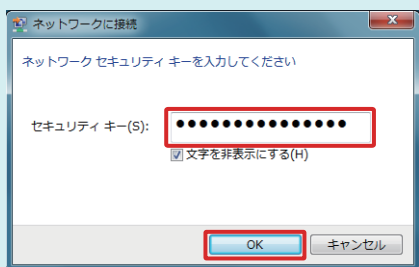 ネットワークに接続
ネットワーク セキュリティ キーを入力してください
セキュリティ キー(S):
●●●●●●●●●●●●●●●
文字を非表示にする(H)
OK
キャンセル